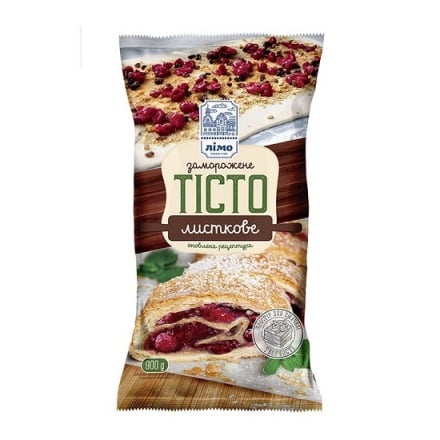 лімо
заморожене
ТІСТО
листкове
оновлена рецептура
900 g